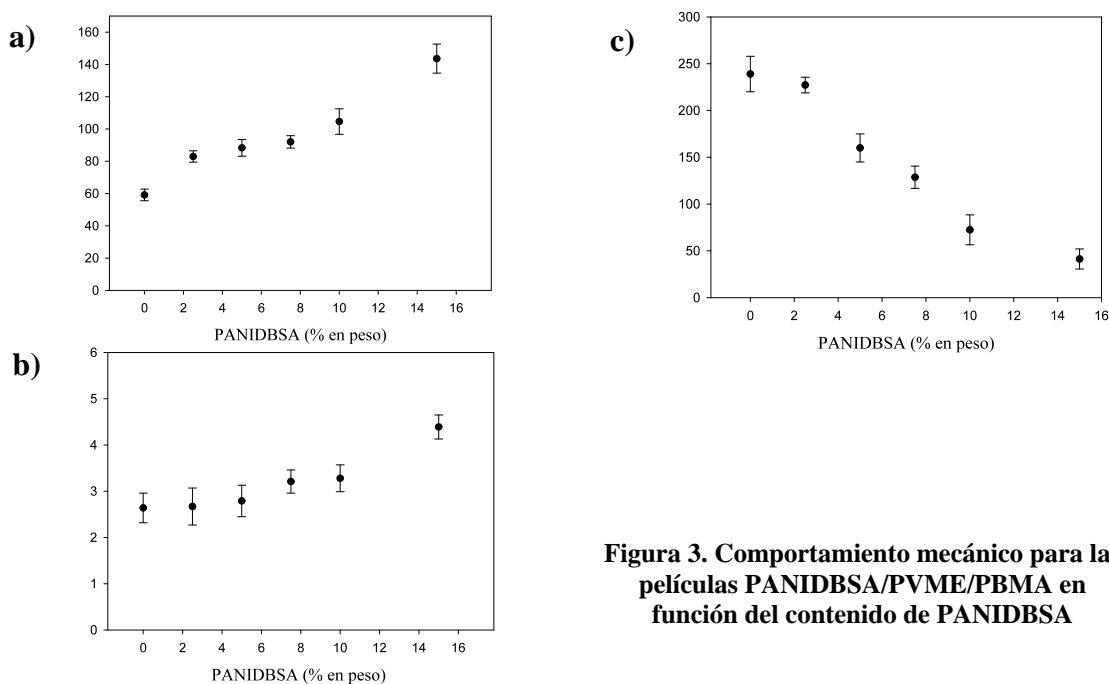 a)
160
140
120
100
80
60
40
20
0
0 2 4 6 8 10 12 14 16
PANIDBSA (% en peso)
b)
6
5
4
3
2
1
0
0 2 4 6 8 10 12 14 16
PANIDBSA (% en peso)
c)
300
250
200
150
100
50
0
0 2 4 6 8 10 12 14 16
PANIDBSA (% en peso)
Figura 3. Comportamiento mecánico para la
películas PANIDBSA/PVME/PBMA en
función del contenido de PANIDBSA